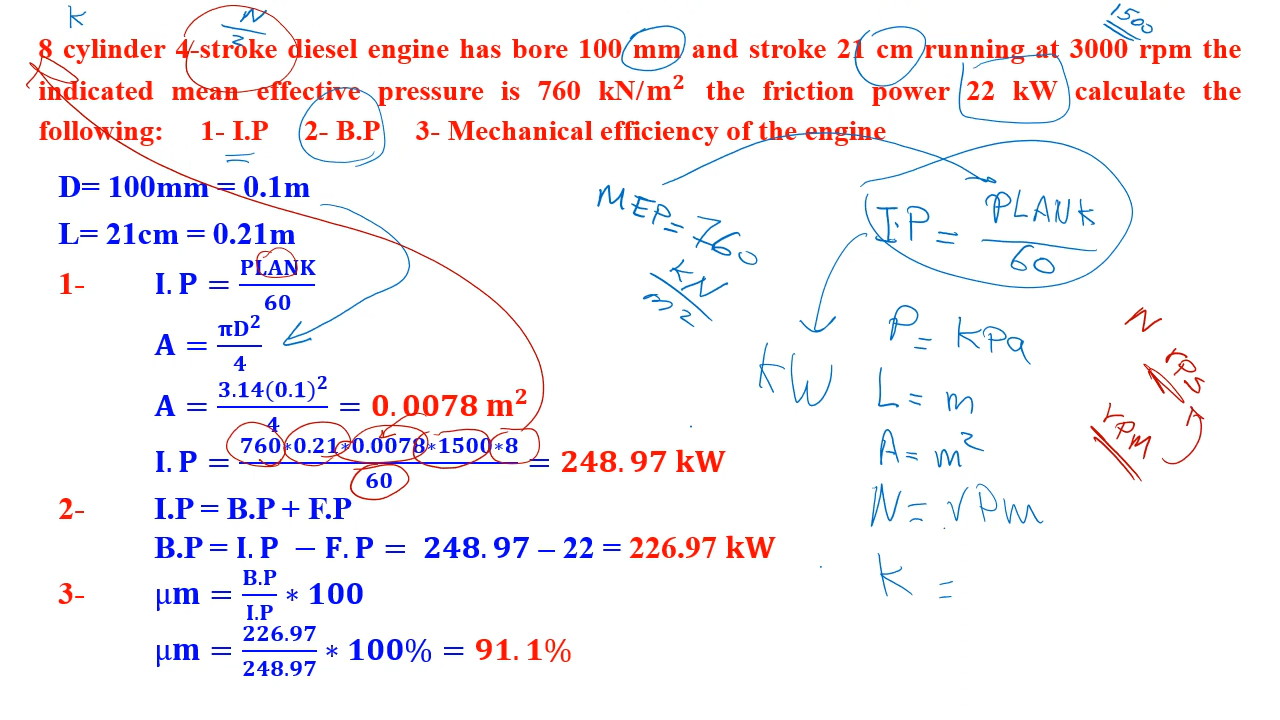 K
N/2
1500
8 cylinder 4-stroke diesel engine has bore 100 mm and stroke 21 cm running at 3000 rpm the
indicated mean effective pressure is 760 kN/m² the friction power 22 kW calculate the
following: 1- I.P 2- B.P 3- Mechanical efficiency of the engine
D= 100mm = 0.1m
L= 21cm = 0.21m
1- I.P = PLANK/60
A = πD²/4
A = 3.14(0.1)²/4 = 0.0078 m²
I.P = 760*0.21*0.0078*1500*8/60 = 248.97 kW
2- I.P = B.P + F.P
B.P = I.P − F.P = 248.97 – 22 = 226.97 kW
3- μm = B.P/I.P * 100
μm = 226.97/248.97 * 100% = 91.1%
MEP = 760 kN/m2
I.P = PLANK/60
kW
P = KPa
L = m
A = m²
N = rPm
K =
N rps
rpm